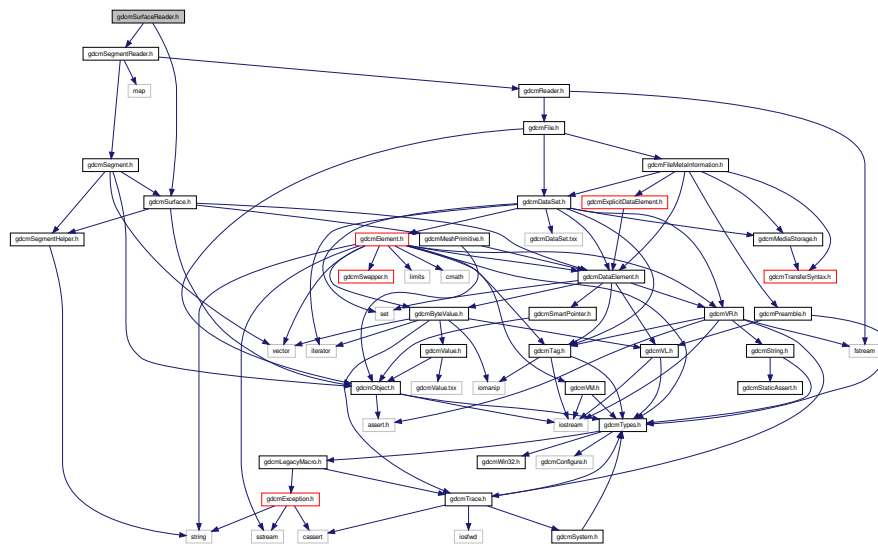 gdcmSurfaceReader.h
gdcmSegmentReader.h
map
gdcmReader.h
gdcmFile.h
gdcmSegment.h
gdcmFileMetaInformation.h
gdcmSurface.h
gdcmDataSet.h
gdcmExplicitDataElement.h
gdcmSegmentHelper.h
gdcmElement.h
gdcmMeshPrimitive.h
gdcmDataSet.txx
gdcmMediaStorage.h
gdcmSwapper.h
limits
cmath
gdcmDataElement.h
gdcmTransferSyntax.h
set
gdcmByteValue.h
gdcmSmartPointer.h
gdcmVR.h
gdcmPreamble.h
vector
iterator
gdcmValue.h
gdcmTag.h
gdcmVL.h
gdcmString.h
fstream
gdcmObject.h
gdcmValue.txx
iomanip
gdcmVM.h
gdcmStaticAssert.h
assert.h
iostream
gdcmTypes.h
gdcmLegacyMacro.h
gdcmWin32.h
gdcmConfigure.h
gdcmException.h
gdcmTrace.h
string
sstream
cassert
iosfwd
gdcmSystem.h